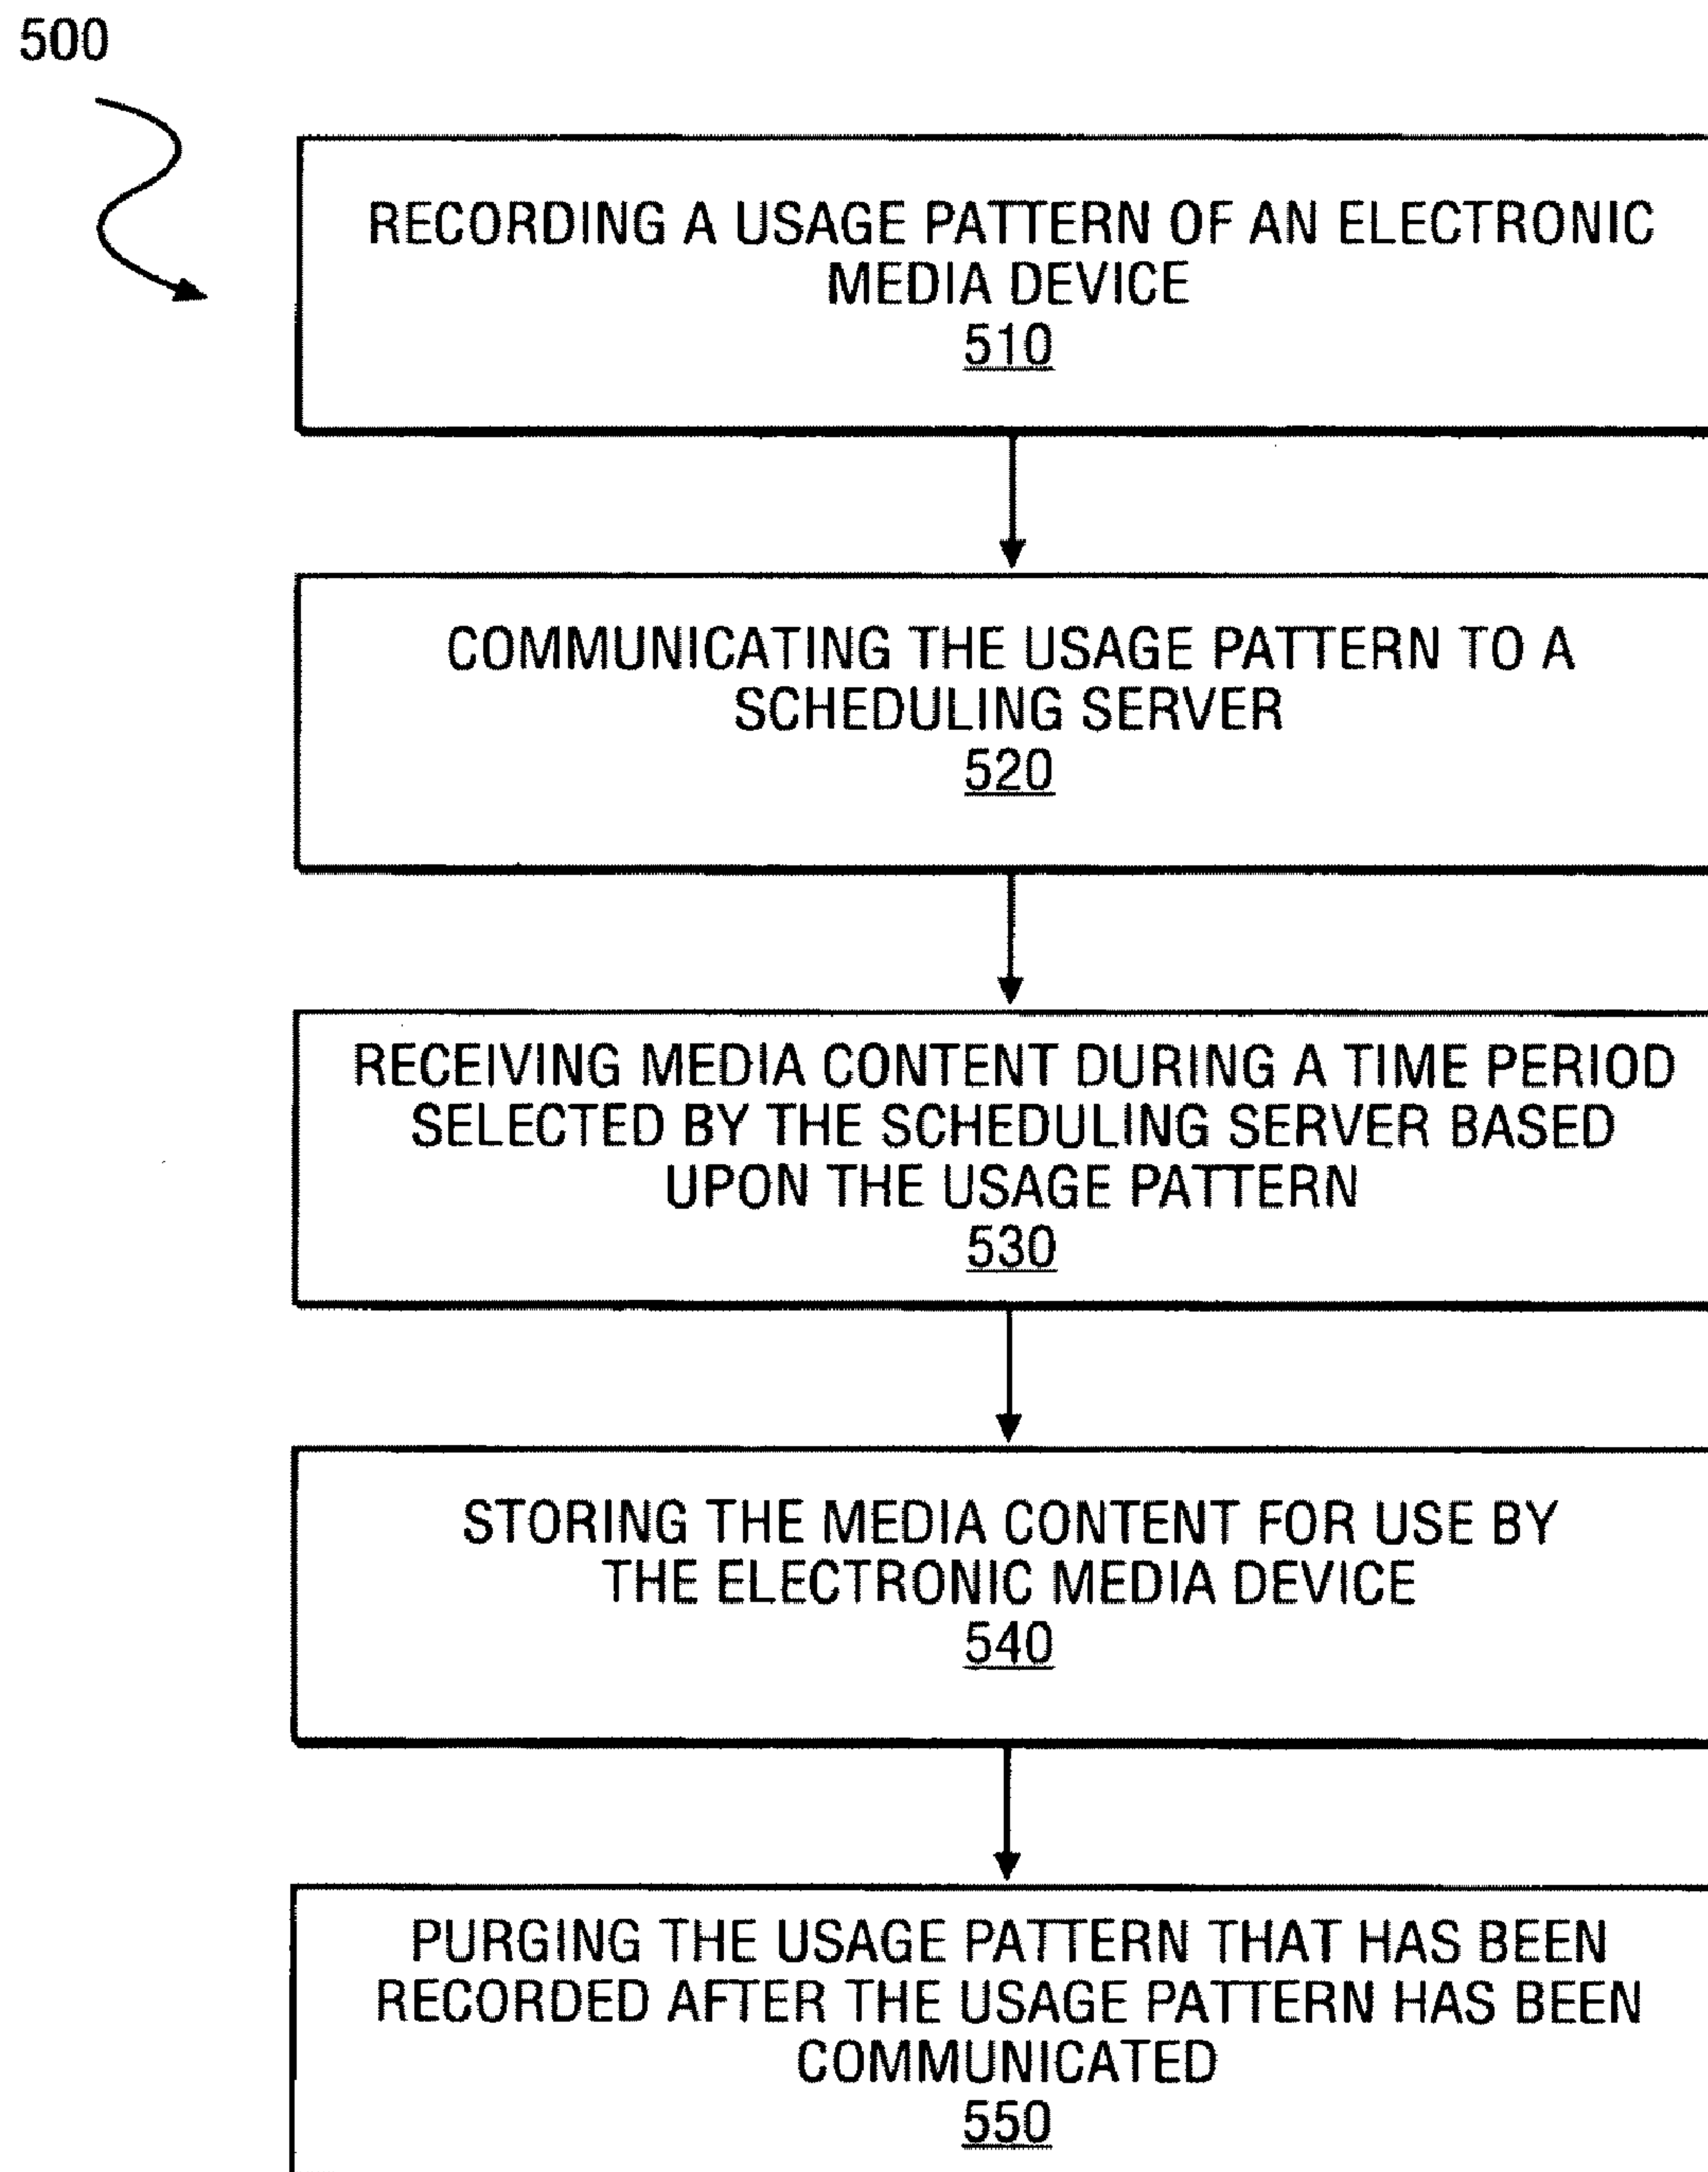 500
RECORDING A USAGE PATTERN OF AN ELECTRONIC
MEDIA DEVICE
510
COMMUNICATING THE USAGE PATTERN TO A
SCHEDULING SERVER
520
RECEIVING MEDIA CONTENT DURING A TIME PERIOD
SELECTED BY THE SCHEDULING SERVER BASED
UPON THE USAGE PATTERN
530
STORING THE MEDIA CONTENT FOR USE BY
THE ELECTRONIC MEDIA DEVICE
540
PURGING THE USAGE PATTERN THAT HAS BEEN
RECORDED AFTER THE USAGE PATTERN HAS BEEN
COMMUNICATED
550